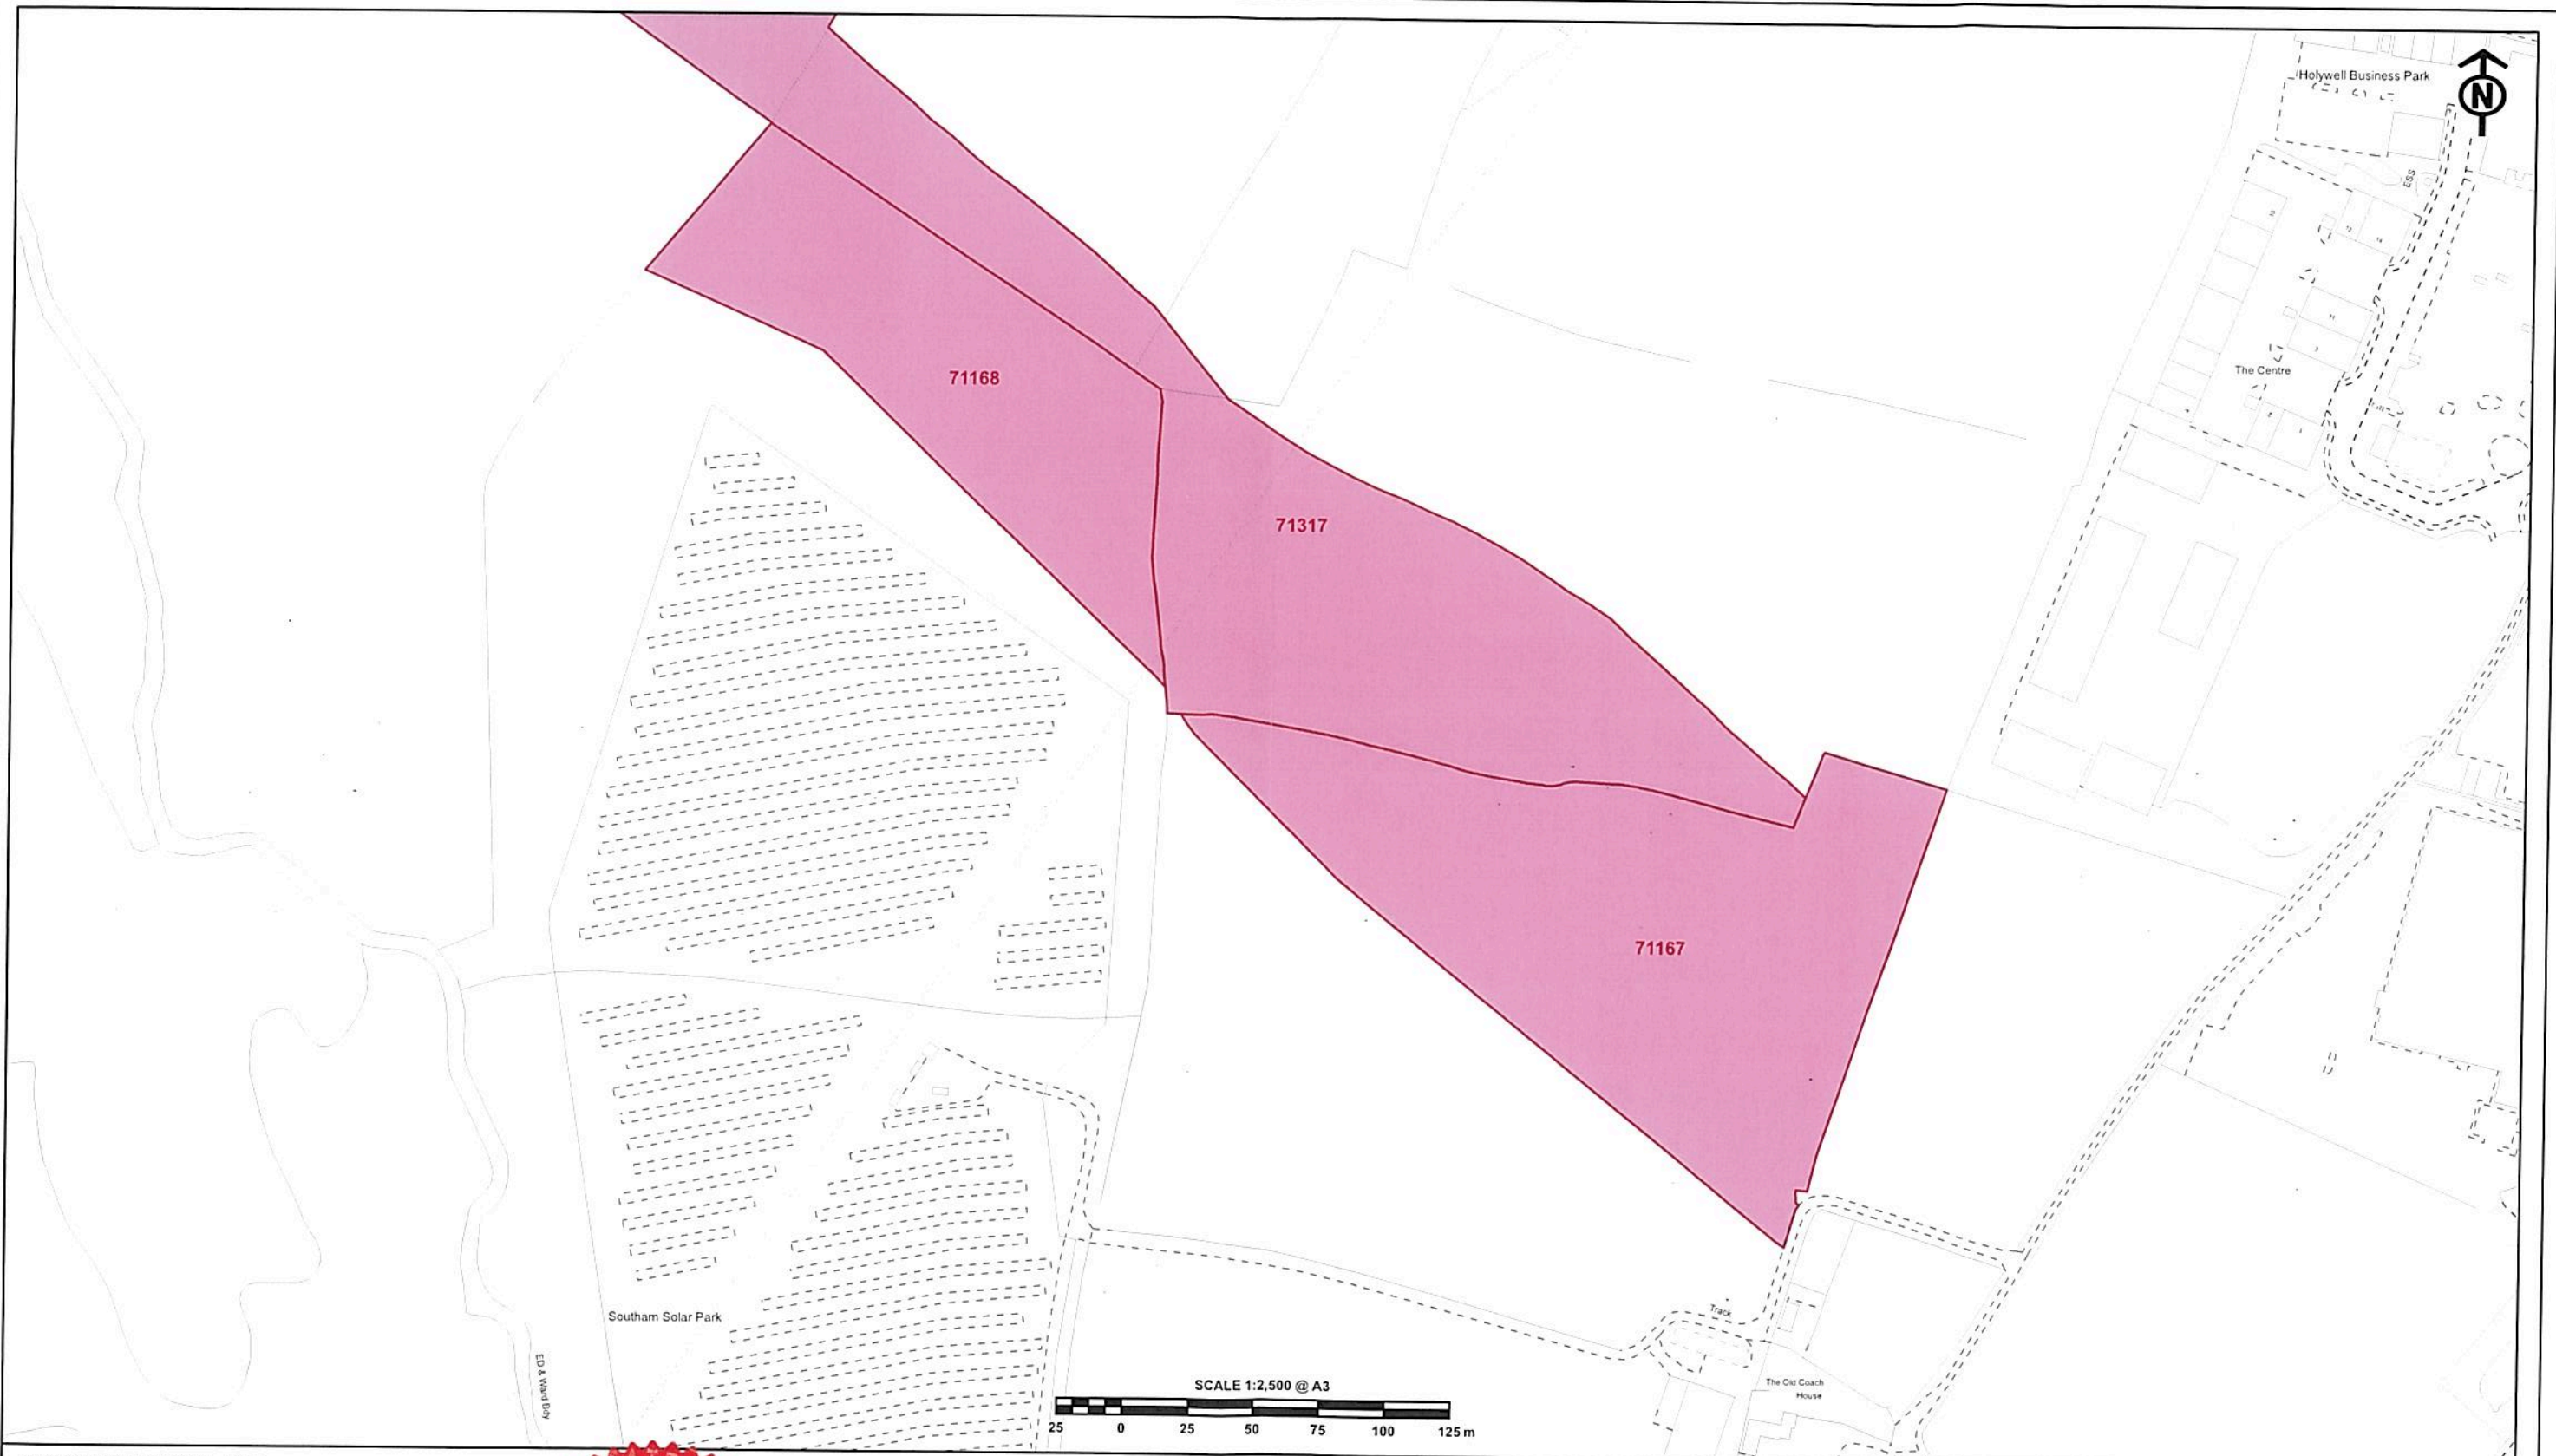 Holywell Business Park
N
ESS
The Centre
71168
71317
71167
Southam Solar Park
ED & Ward Bdy
Track
The Old Coach
House
SCALE 1:2,500 @ A3
25 0 25 50 75 100 125 m